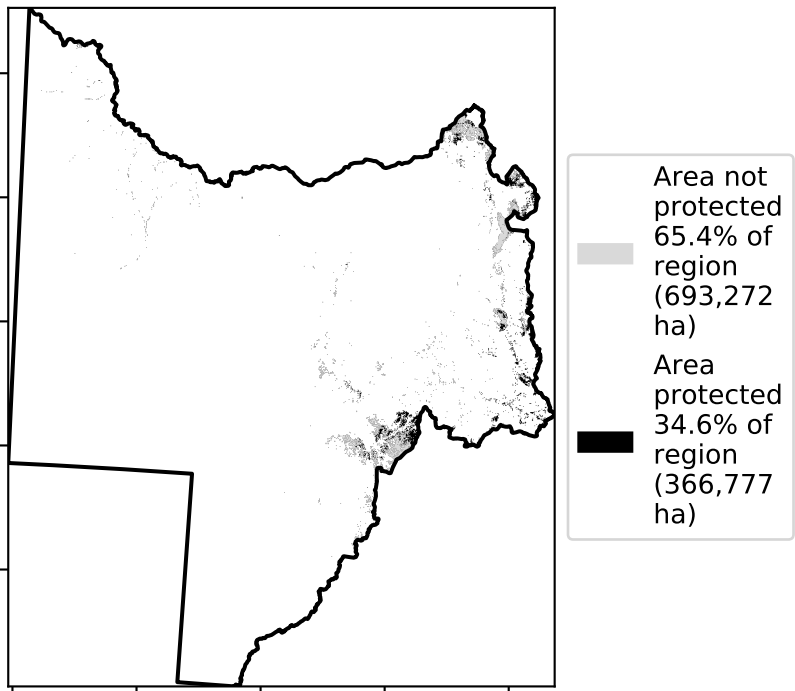 Area not
protected
65.4% of
region
(693,272
ha)
Area
protected
34.6% of
region
(366,777
ha)